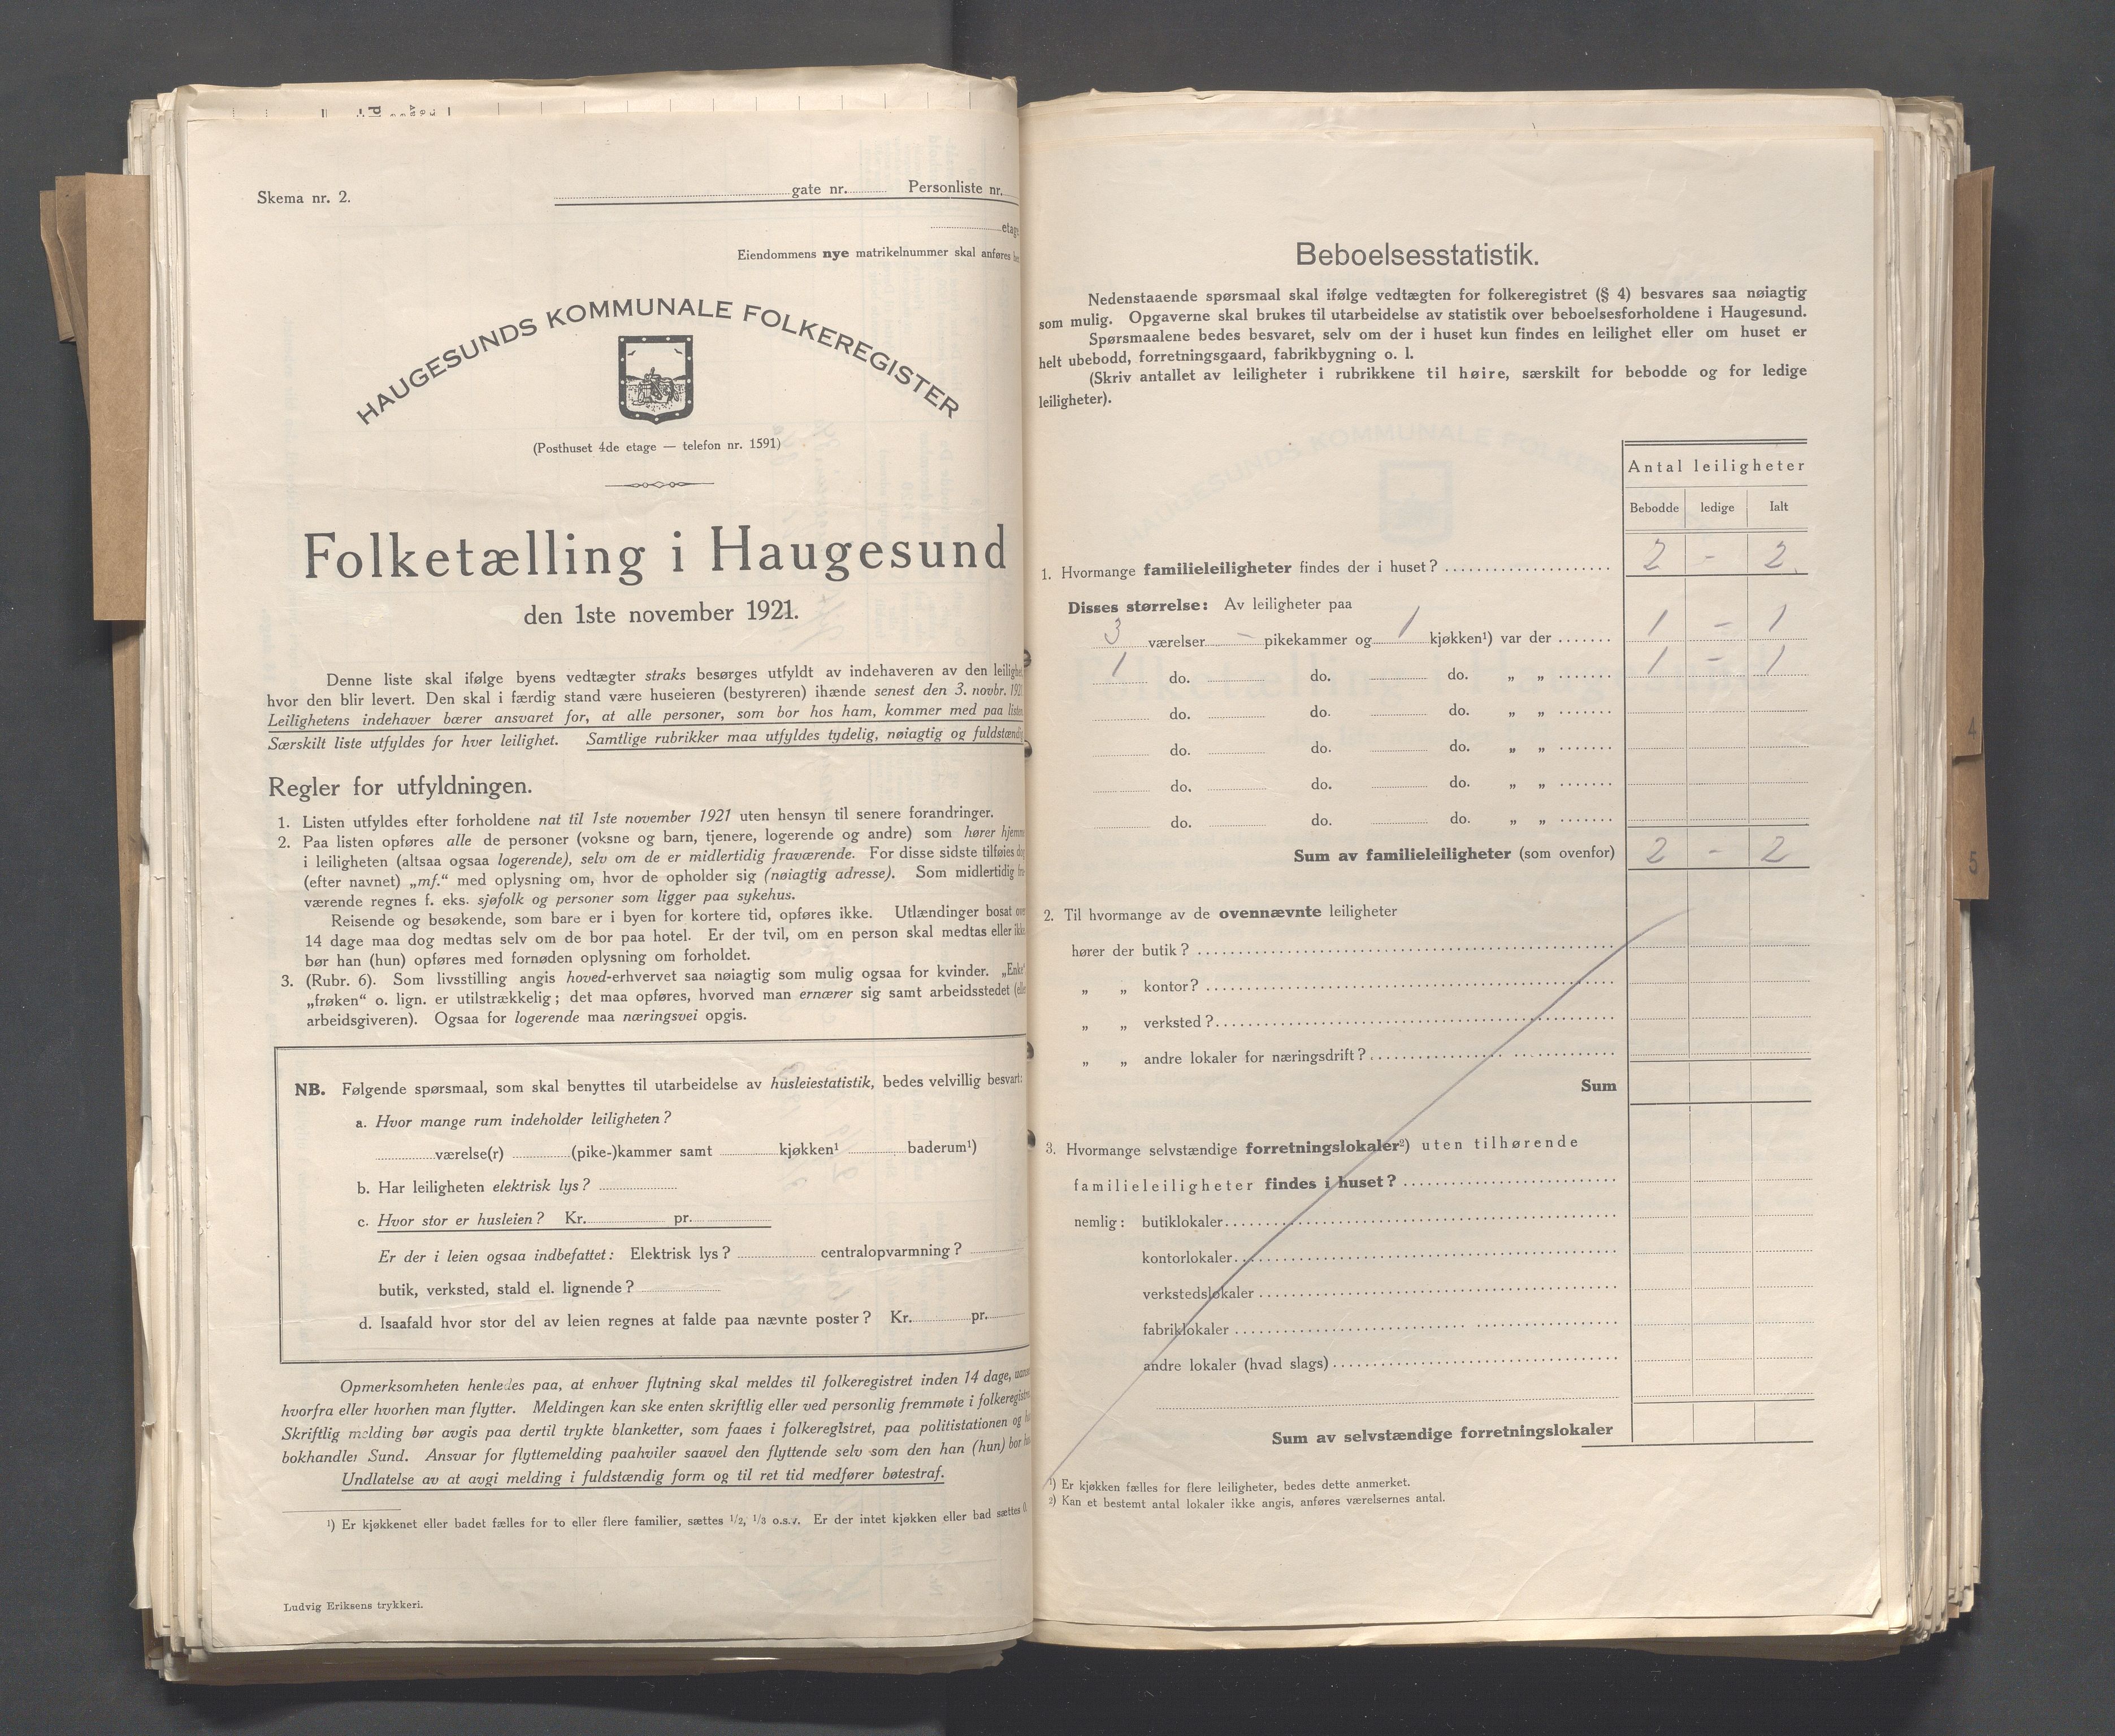 Skema nr. 2.
gate nr. Personliste nr.
etage
Eiendommens nye matrikelnummer skal anføres
HAUGESUNDS KOMMUNALE FOLKEREGISTER
(Posthuset 4de etage — telefon nr. 1591)
Folketælling i Haugesund
den 1ste november 1921.
Denne liste skal ifølge byens vedtægter straks besørges utfyldt av indehaveren av den leilighet
hvor den blir levert. Den skal i færdig stand være huseieren (bestyreren) ihænde senest den 3. novbr. 1921
Leilighetens indehaver bærer ansvaret for, at alle personer, som bor hos ham, kommer med paa listen
Særskilt liste utfyldes for hver leilighet. Samtlige rubrikker maa utfyldes tydelig, nøiagtig og fuldstændig
Regler for utfyldningen.
1. Listen utfyldes efter forholdene nat til 1ste november 1921 uten hensyn til senere forandringer.
2. Paa listen opføres alle de personer (voksne og barn, tjenere, logerende og andre) som hører hjemme
i leiligheten (altsaa ogsaa logerende), selv om de er midlertidig fraværende. For disse sidste tilføies
(efter navnet) „mf.“ med oplysning om, hvor de opholder sig (nøiagtig adresse). Som midlertidig fra-
værende regnes f. eks. sjøfolk og personer som ligger paa sykehus.
Reisende og besøkende, som bare er i byen for kortere tid, opføres ikke. Utlændinger bosat over
14 dage maa dog medtas selv om de bor paa hotel. Er der tvil, om en person skal medtas eller ikke
bør han (hun) opføres med fornøden oplysning om forholdet.
3. (Rubr. 6). Som livsstilling angis hoved-erhvervet saa nøiagtig som mulig ogsaa for kvinder. „Enke“
„frøken“ o. lign. er utilstrækkelig; det maa opføres, hvorved man ernærer sig samt arbeidsstedet (eller
arbeidsgiveren). Ogsaa for logerende maa næringsvei opgis.
NB. Følgende spørsmaal, som skal benyttes til utarbeidelse av husleiestatistik, bedes velvillig besvart:
a. Hvor mange rum indeholder leiligheten?
værelse(r) (pike-)kammer samt kjøkken¹ baderum¹)
b. Har leiligheten elektrisk lys?
c. Hvor stor er husleien? Kr. pr.
Er der i leien ogsaa indbefattet: Elektrisk lys? centralopvarmning?
butik, verksted, stald el. lignende?
d. Isaafald hvor stor del av leien regnes at falde paa nævnte poster? Kr. pr.
Opmerksomheten henledes paa, at enhver flytning skal meldes til folkeregistret inden 14 dage,
hvorfra eller hvorhen man flytter. Meldingen kan ske enten skriftlig eller ved personlig fremmøte i folkeregistret
Skriftlig melding bør avgis paa dertil trykte blanketter, som faaes i folkeregistret, paa politistationen og
bokhandler Sund. Ansvar for flyttemelding paahviler saavel den flyttende selv som den han (hun) bor hos
Undlatelse av at avgi melding i fuldstændig form og til ret tid medfører bøtestraf.
¹) Er kjøkkenet eller badet fælles for to eller flere familier, sættes 1/2, 1/3 o.s.v. Er der intet kjøkken eller bad sættes 0.
Ludvig Eriksens trykkeri.
Beboelsesstatistik.
Nedenstaaende spørsmaal skal ifølge vedtægten for folkeregistret (§ 4) besvares saa nøiagtig
som mulig. Opgaverne skal brukes til utarbeidelse av statistik over beboelsesforholdene i Haugesund.
Spørsmaalene bedes besvaret, selv om der i huset kun findes en leilighet eller om huset er
helt ubebodd, forretningsgaard, fabrikbygning o. l.
(Skriv antallet av leiligheter i rubrikkene til høire, særskilt for bebodde og for ledige
leiligheter).
Antal leiligheter
Bebodde ledige Ialt
1. Hvormange familieleiligheter findes der i huset? 2 - 2
Disses størrelse: Av leiligheter paa
3 værelser - pikekammer og 1 kjøkken¹) var der 1 - 1
1 do. do. do. „ „ 1 - 1
do. do. do. „ „
do. do. do. „ „
do. do. do. „ „
do. do. do. „ „
Sum av familieleiligheter (som ovenfor) 2 - 2
2. Til hvormange av de ovennævnte leiligheter
hører der butik?
„ „ kontor?
„ „ verksted?
„ „ andre lokaler for næringsdrift?
Sum
3. Hvormange selvstændige forretningslokaler²) uten tilhørende
familieleiligheter findes i huset?
nemlig: butiklokaler
kontorlokaler
verkstedslokaler
fabriklokaler
andre lokaler (hvad slags)
Sum av selvstændige forretningslokaler
¹) Er kjøkken fælles for flere leiligheter, bedes dette anmerket.
²) Kan et bestemt antal lokaler ikke angis, anføres værelsernes antal.
4
5